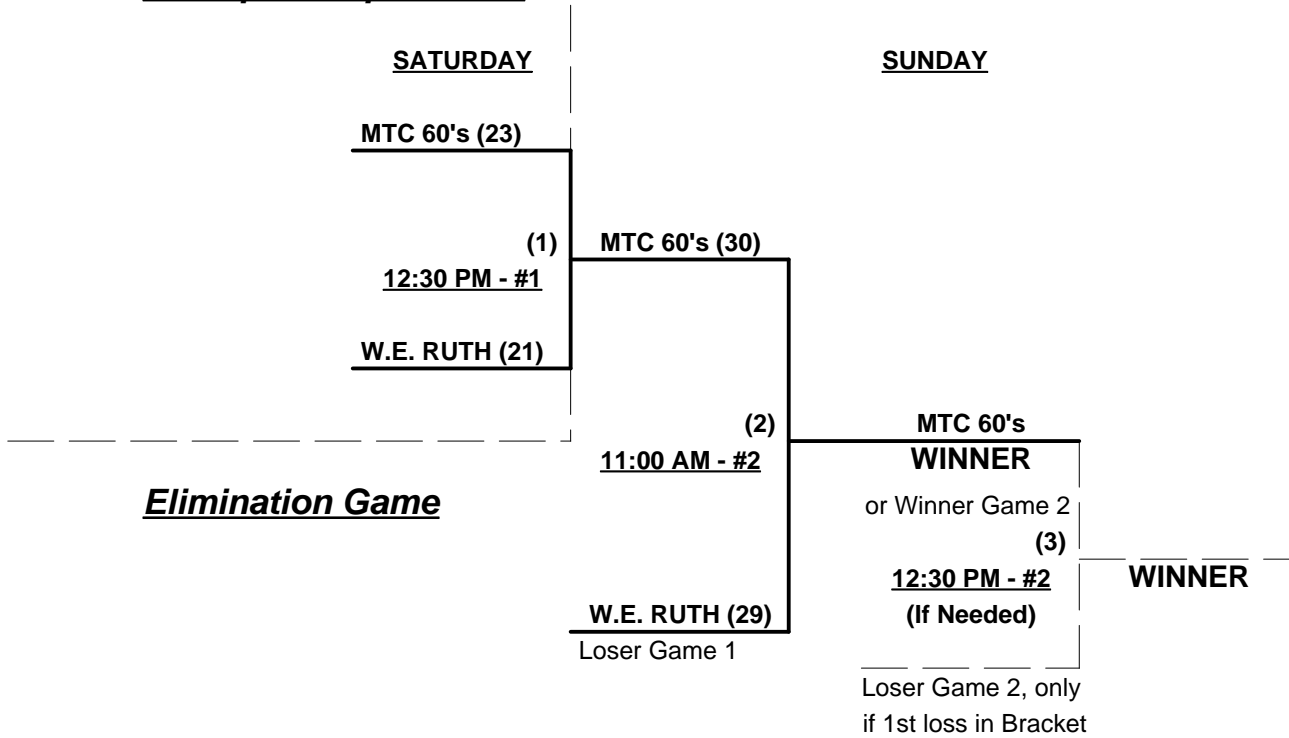 SATURDAY
SUNDAY
MTC 60's (23)
(1)
MTC 60's (30)
12:30 PM - #1
W.E. RUTH (21)
(2)
MTC 60's
11:00 AM - #2
WINNER
Elimination Game
or Winner Game 2
(3)
12:30 PM - #2
WINNER
(If Needed)
W.E. RUTH (29)
Loser Game 1
Loser Game 2, only
if 1st loss in Bracket